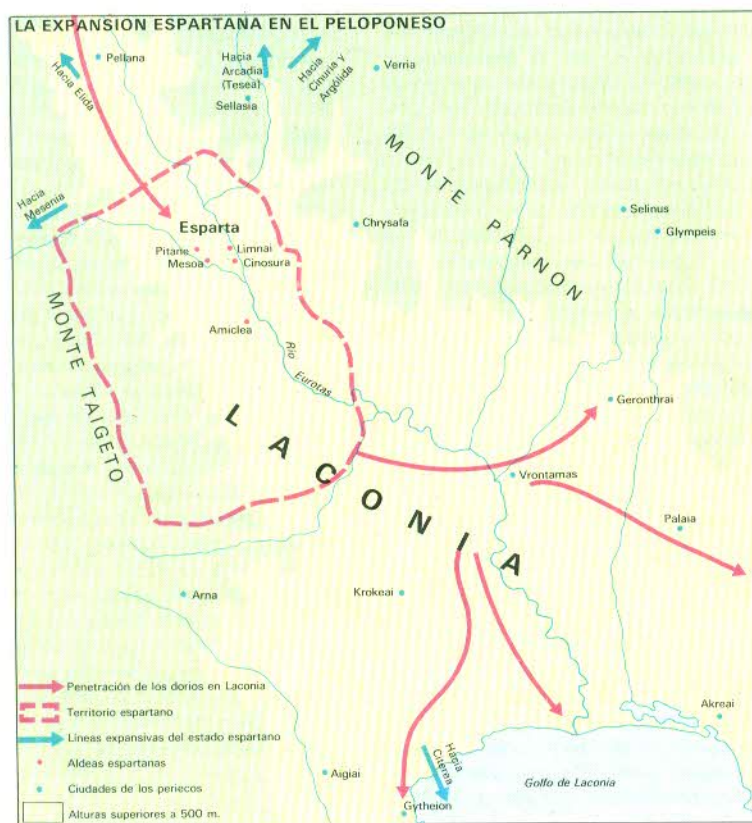 LA EXPANSION ESPARTANA EN EL PELOPONESO
Hacia Elida
Pellana
Hacia
Arcadia
(Tesea)
Sellasia
Hacia
Cinuria y
Argólida
Verria
MONTE PARNON
Hacia
Mesenia
Esparta
Pitane
Limnai
Mesoa
Cinosura
Chrysafa
Selinus
Glympeis
MONTE TAIGETO
Amiclea
Río
Eurotas
LACONIA
Geronthrai
Vrontamas
Palaia
Arna
Krokeai
Penetración de los dorios en Laconia
Territorio espartano
Líneas expansivas del estado espartano
Aldeas espartanas
Ciudades de los periecos
Alturas superiores a 500 m.
Akreai
Aigiai
Hacia
Citerea
Golfo de Laconia
Gytheion